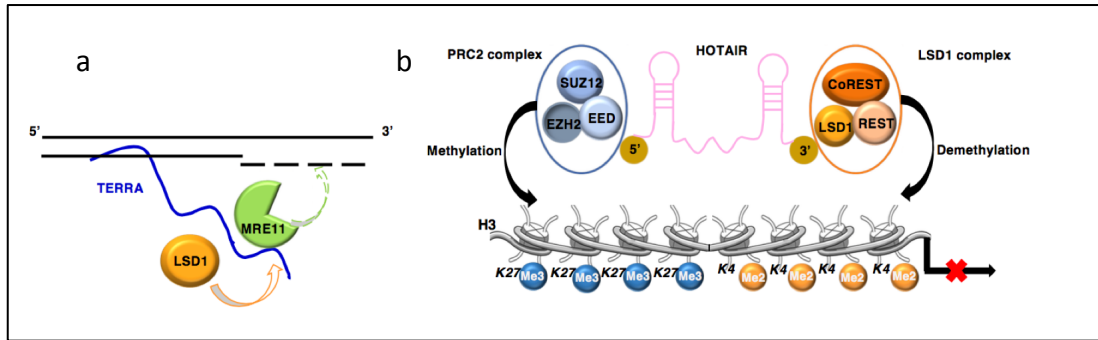 a
5’
3’
TERRA
MRE11
LSD1
b
PRC2 complex
HOTAIR
LSD1 complex
SUZ12
EZH2
EED
CoREST
LSD1
REST
5’
3’
Methylation
Demethylation
H3
K27 Me3 K27 Me3 K27 Me3 K27 Me3 K4 Me2 K4 Me2 K4 Me2 K4 Me2